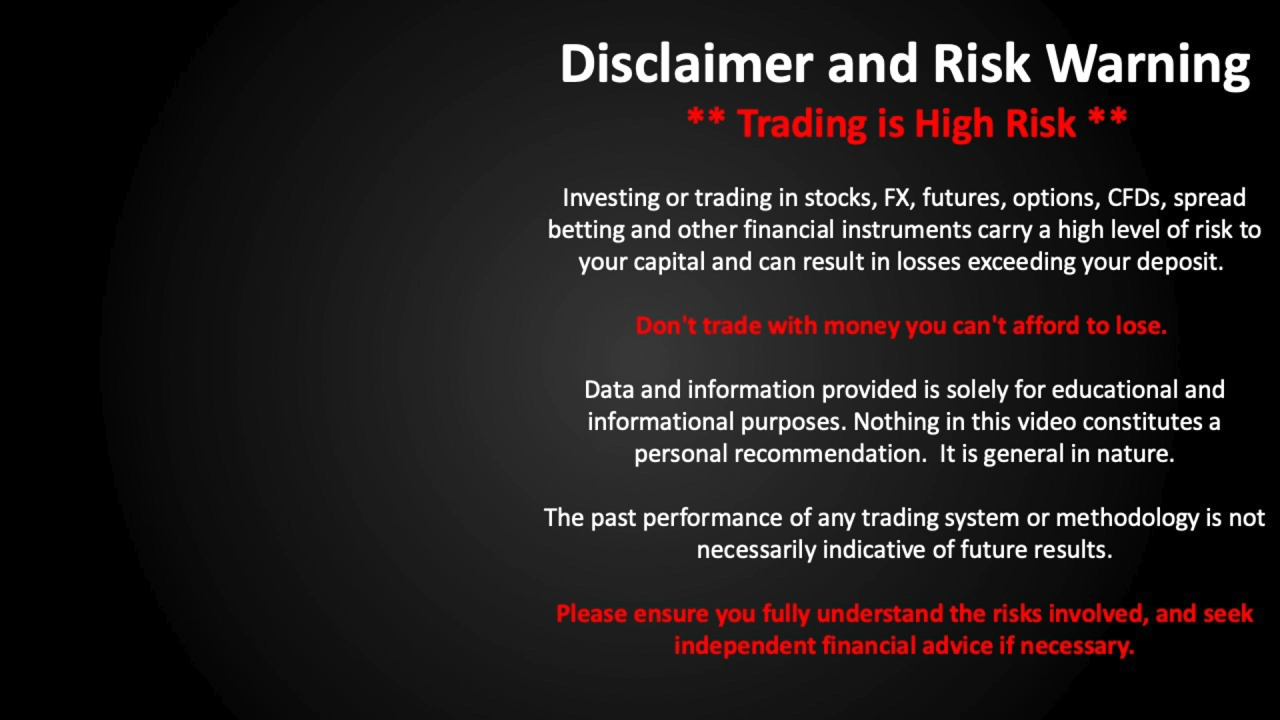 Disclaimer and Risk Warning
** Trading is High Risk **
Investing or trading in stocks, FX, futures, options, CFDs, spread
betting and other financial instruments carry a high level of risk to
your capital and can result in losses exceeding your deposit.
Don't trade with money you can't afford to lose.
Data and information provided is solely for educational and
informational purposes. Nothing in this video constitutes a
personal recommendation.  It is general in nature.
The past performance of any trading system or methodology is not
necessarily indicative of future results.
Please ensure you fully understand the risks involved, and seek
independent financial advice if necessary.